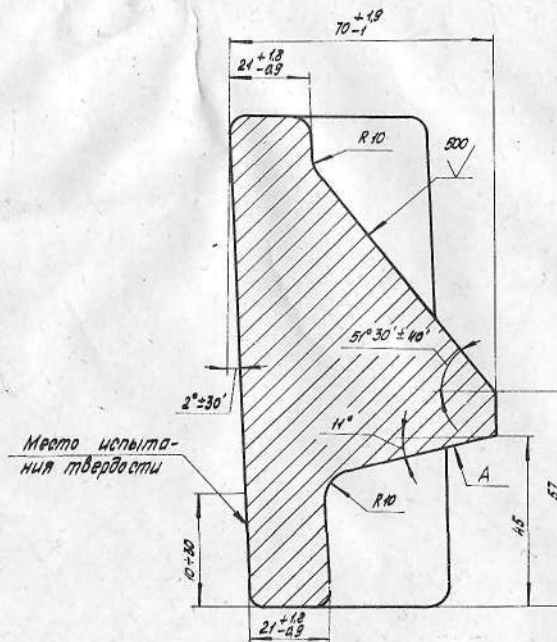 70 +1,9 -1
21 +1,8 -0,9
R 10
500
51°30'±40'
2°±30'
11°
Место испыта-
ния твердости
A
R10
10÷30
45
57
21 +1,8 -0,9